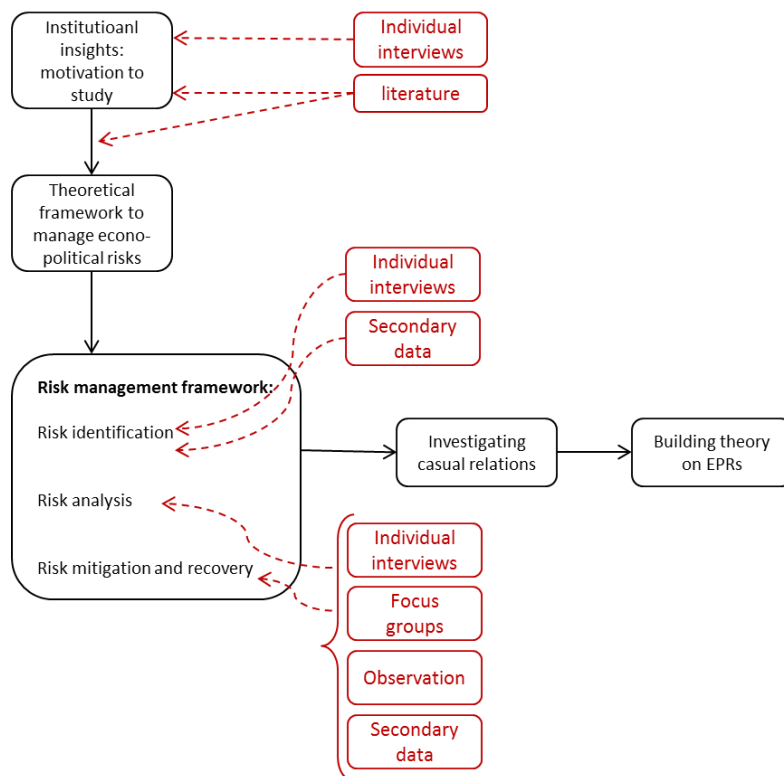 Institutioanl
insights:
motivation to
study
Individual
interviews
literature
Theoretical
framework to
manage econo-
political risks
Individual
interviews
Secondary
data
Risk management framework:
Risk identification
Risk analysis
Risk mitigation and recovery
Investigating
casual relations
Building theory
on EPRs
Individual
interviews
Focus
groups
Observation
Secondary
data